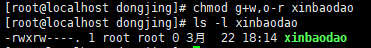 [root@localhost dongjing]# chmod g+w,o-r xinbaodao
[root@localhost dongjing]# ls -l xinbaodao
-rwxrw----. 1 root root 0 3月  22 18:14 xinbaodao